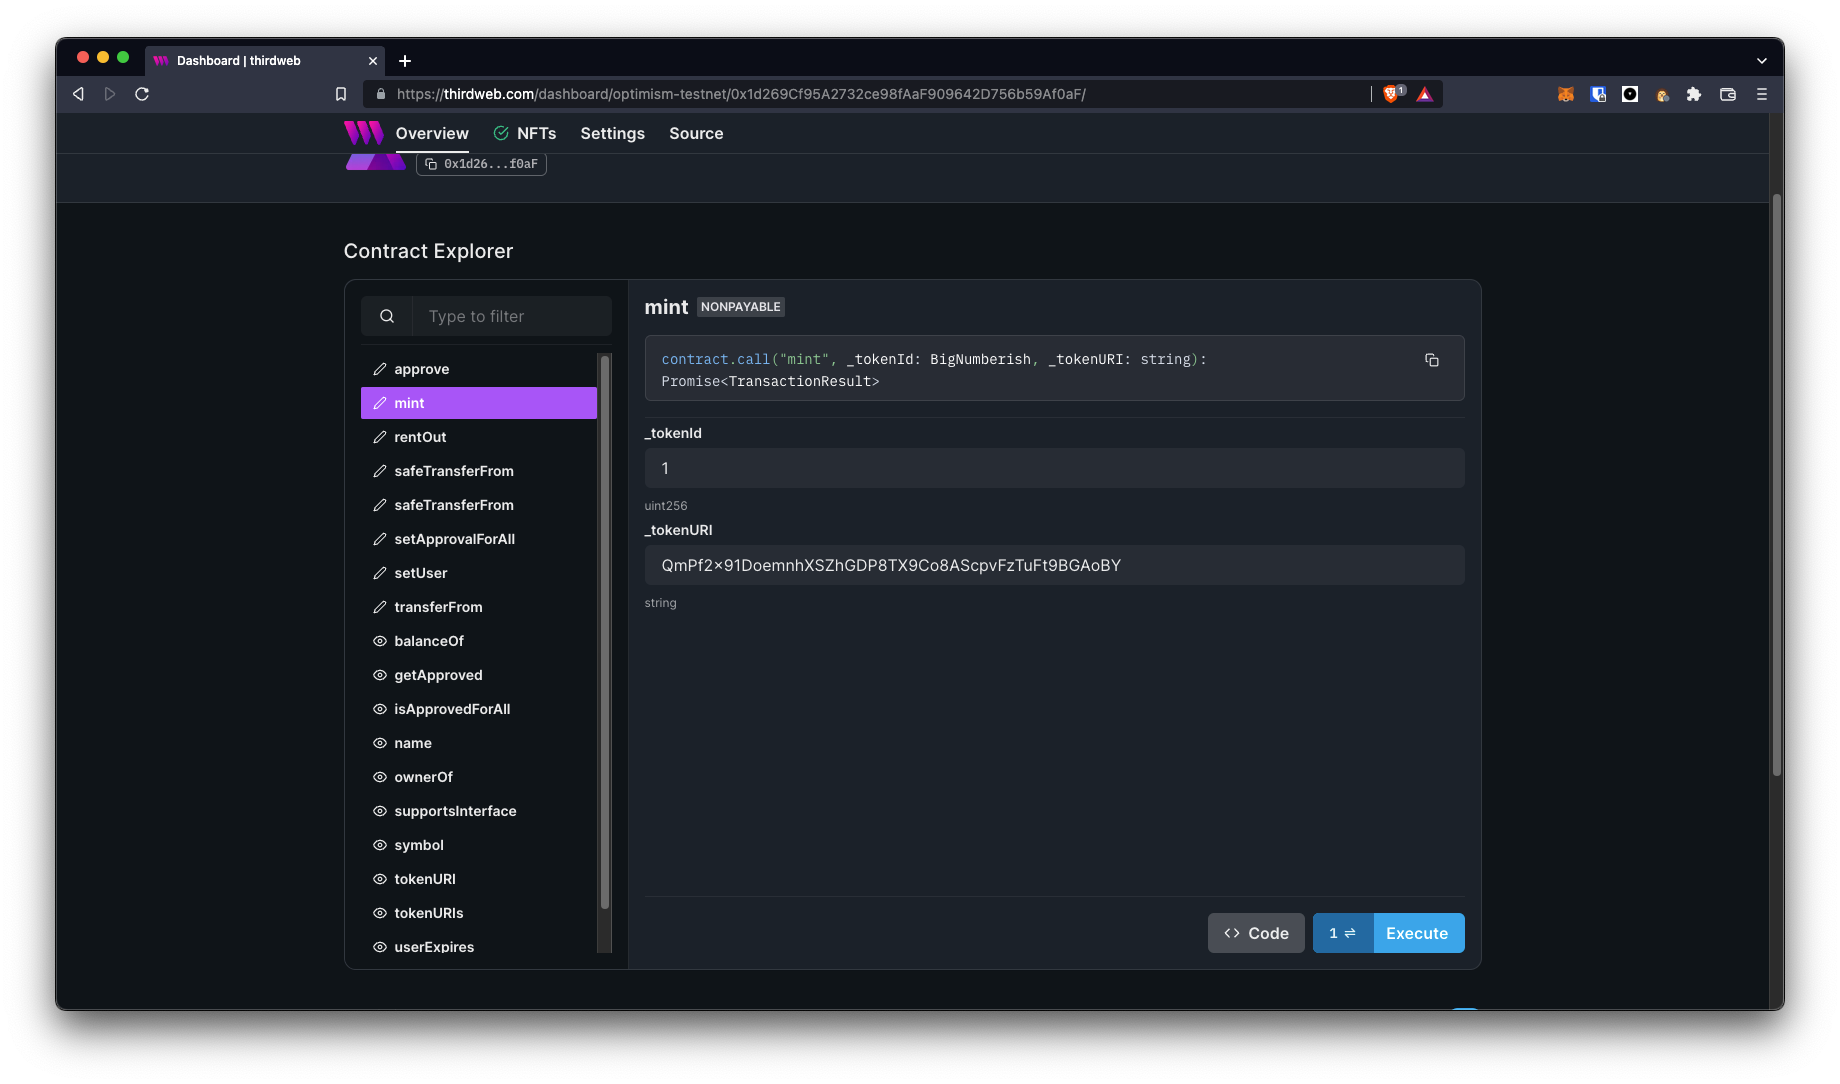 Dashboard | thirdweb
https://thirdweb.com/dashboard/optimism-testnet/0x1d269Cf95A2732ce98fAaF909642D756b59Af0aF/
1
Overview
NFTs
Settings
Source
0x1d26...f0aF
Contract Explorer
Type to filter
approve
mint
rentOut
safeTransferFrom
safeTransferFrom
setApprovalForAll
setUser
transferFrom
balanceOf
getApproved
isApprovedForAll
name
ownerOf
supportsInterface
symbol
tokenURI
tokenURIs
userExpires
mint NONPAYABLE
contract.call("mint", _tokenId: BigNumberish, _tokenURI: string):
Promise<TransactionResult>
_tokenId
1
uint256
_tokenURI
QmPf2×91DoemnhXSZhGDP8TX9Co8AScpvFzTuFt9BGAoBY
string
<> Code
1 ⇌
Execute